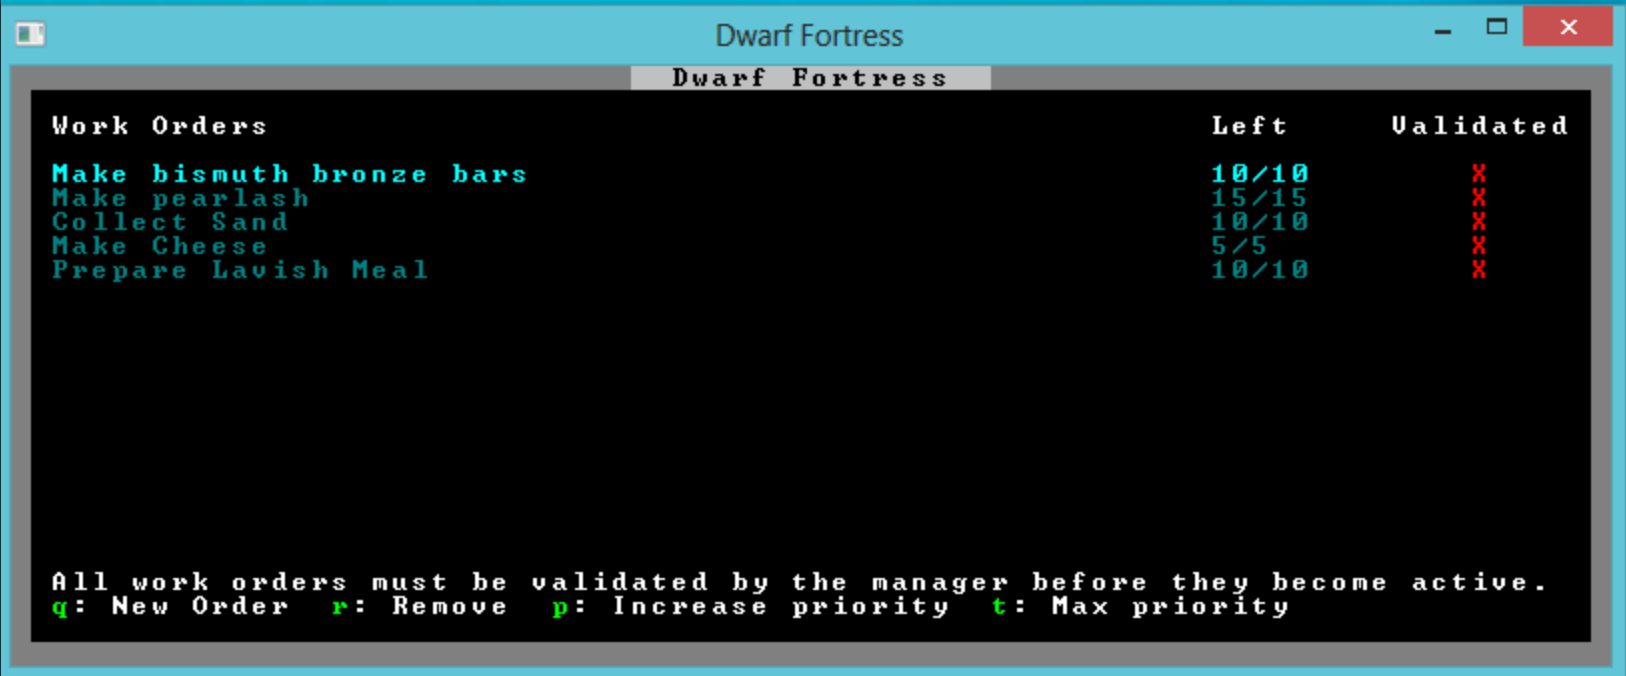 Dwarf Fortress
Dwarf Fortress
Work Orders Left Validated
Make bismuth bronze bars 10/10 X
Make pearlash 15/15 X
Collect Sand 10/10 X
Make Cheese 5/5 X
Prepare Lavish Meal 10/10 X
All work orders must be validated by the manager before they become active.
q: New Order r: Remove p: Increase priority t: Max priority